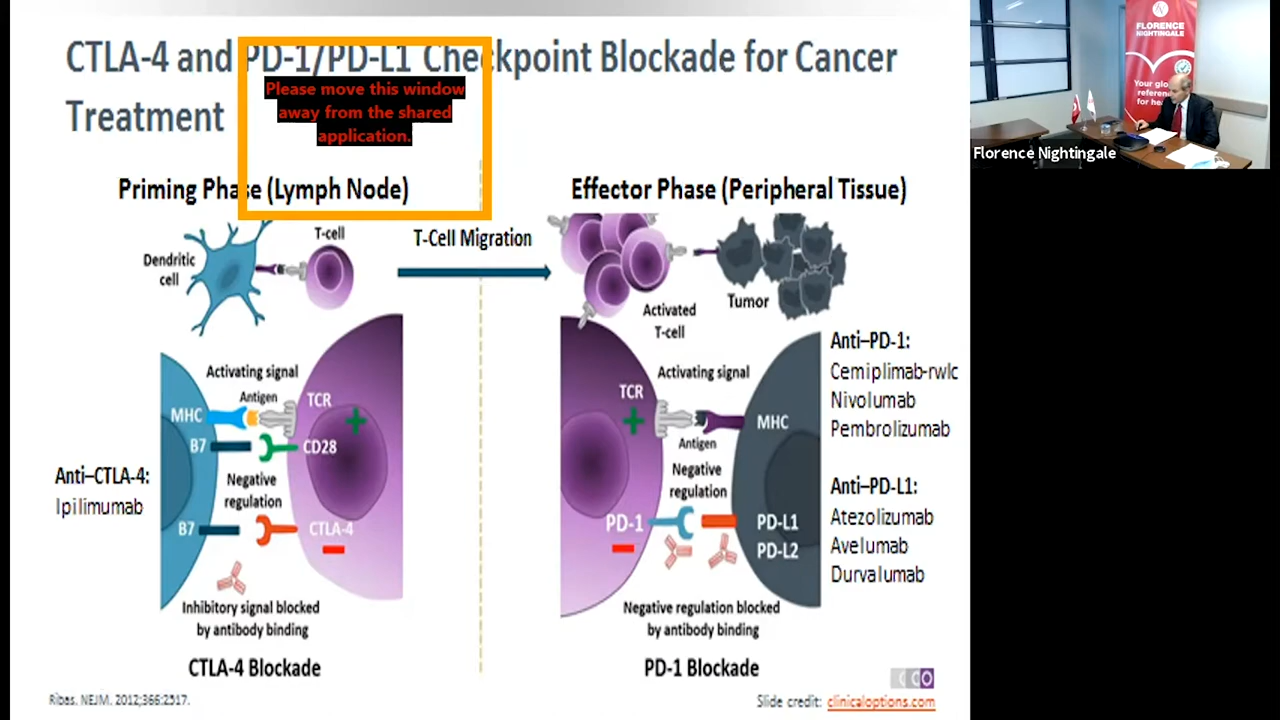 CTLA-4 and PD-1/PD-L1 Checkpoint Blockade for Cancer
Treatment
Please move this window
away from the shared
application.
Priming Phase (Lymph Node)
Effector Phase (Peripheral Tissue)
Dendritic
cell
T-cell
T-Cell Migration
Activated
T-cell
Tumor
Activating signal
Antigen
MHC
TCR
B7
CD28
Negative
regulation
B7
CTLA-4
Anti–CTLA-4:
Ipilimumab
Inhibitory signal blocked
by antibody binding
CTLA-4 Blockade
Activating signal
TCR
MHC
Antigen
Negative
regulation
PD-1
PD-L1
PD-L2
Negative regulation blocked
by antibody binding
PD-1 Blockade
Anti–PD-1:
Cemiplimab-rwlc
Nivolumab
Pembrolizumab
Anti–PD-L1:
Atezolizumab
Avelumab
Durvalumab
Ribas. NEJM. 2012;366:2517.
CCO
Slide credit: clinicaloptions.com
FLORENCE
NIGHTINGALE
Your
for
Florence Nightingale